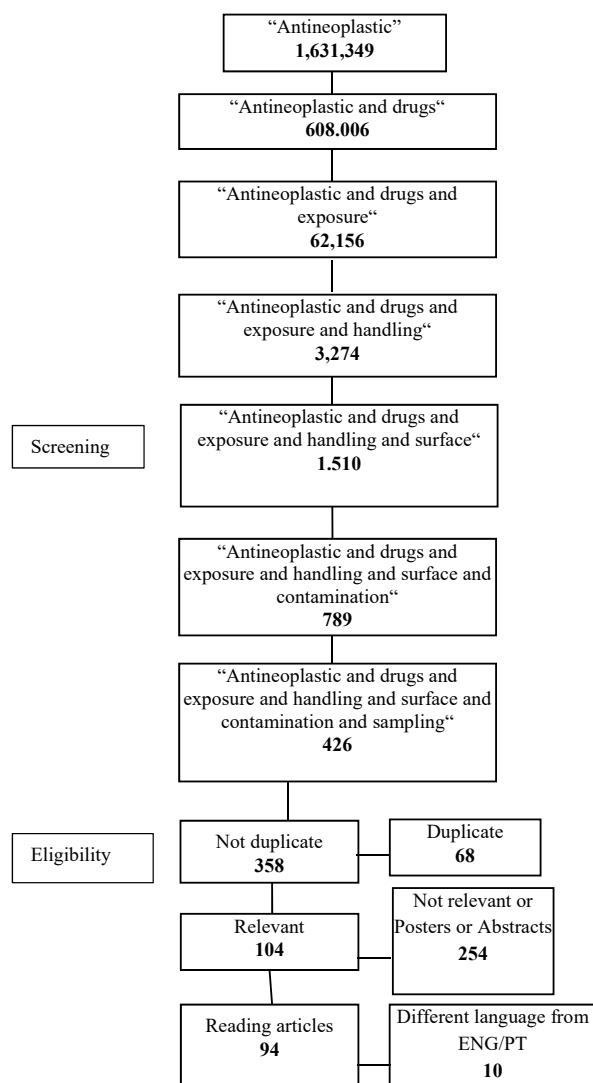 “Antineoplastic”
1,631,349
“Antineoplastic and drugs“
608.006
“Antineoplastic and drugs and
exposure“
62,156
“Antineoplastic and drugs and
exposure and handling“
3,274
Screening
“Antineoplastic and drugs and
exposure and handling and surface“
1.510
“Antineoplastic and drugs and
exposure and handling and surface and
contamination“
789
“Antineoplastic and drugs and
exposure and handling and surface and
contamination and sampling“
426
Eligibility
Not duplicate
358
Duplicate
68
Relevant
104
Not relevant or
Posters or Abstracts
254
Reading articles
94
Different language from
ENG/PT
10